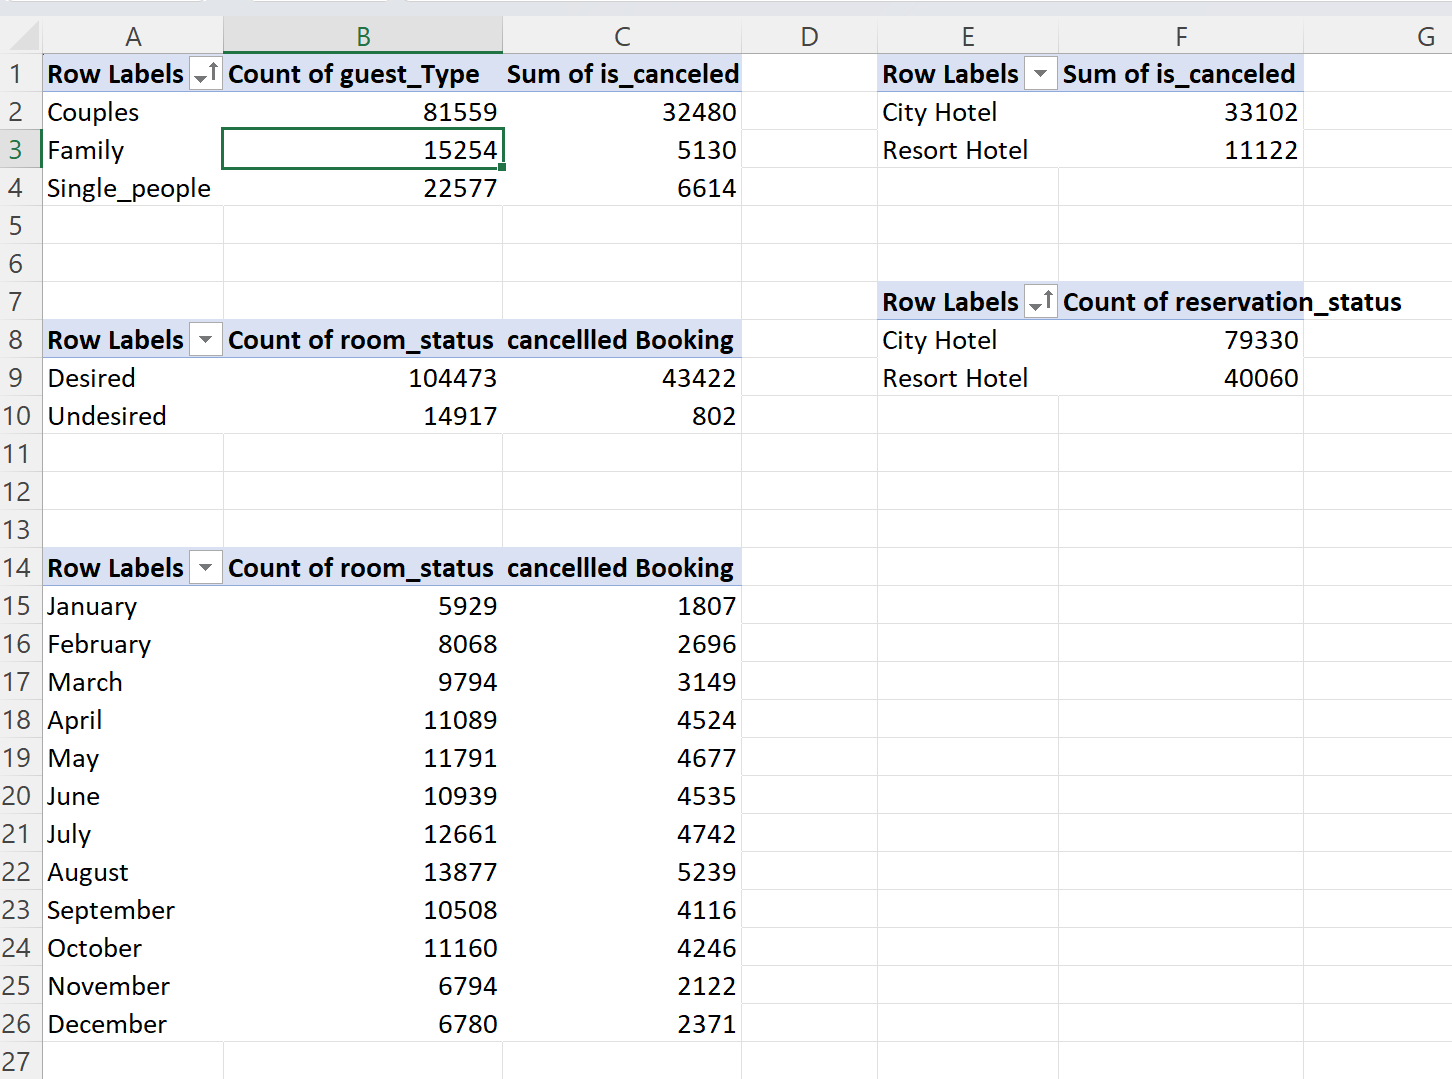 A B C D E F G
1 Row Labels Count of guest_Type Sum of is_canceled Row Labels Sum of is_canceled
2 Couples 81559 32480 City Hotel 33102
3 Family 15254 5130 Resort Hotel 11122
4 Single_people 22577 6614
5
6
7 Row Labels Count of reservation_status
8 Row Labels Count of room_status cancellled Booking City Hotel 79330
9 Desired 104473 43422 Resort Hotel 40060
10 Undesired 14917 802
11
12
13
14 Row Labels Count of room_status cancellled Booking
15 January 5929 1807
16 February 8068 2696
17 March 9794 3149
18 April 11089 4524
19 May 11791 4677
20 June 10939 4535
21 July 12661 4742
22 August 13877 5239
23 September 10508 4116
24 October 11160 4246
25 November 6794 2122
26 December 6780 2371
27